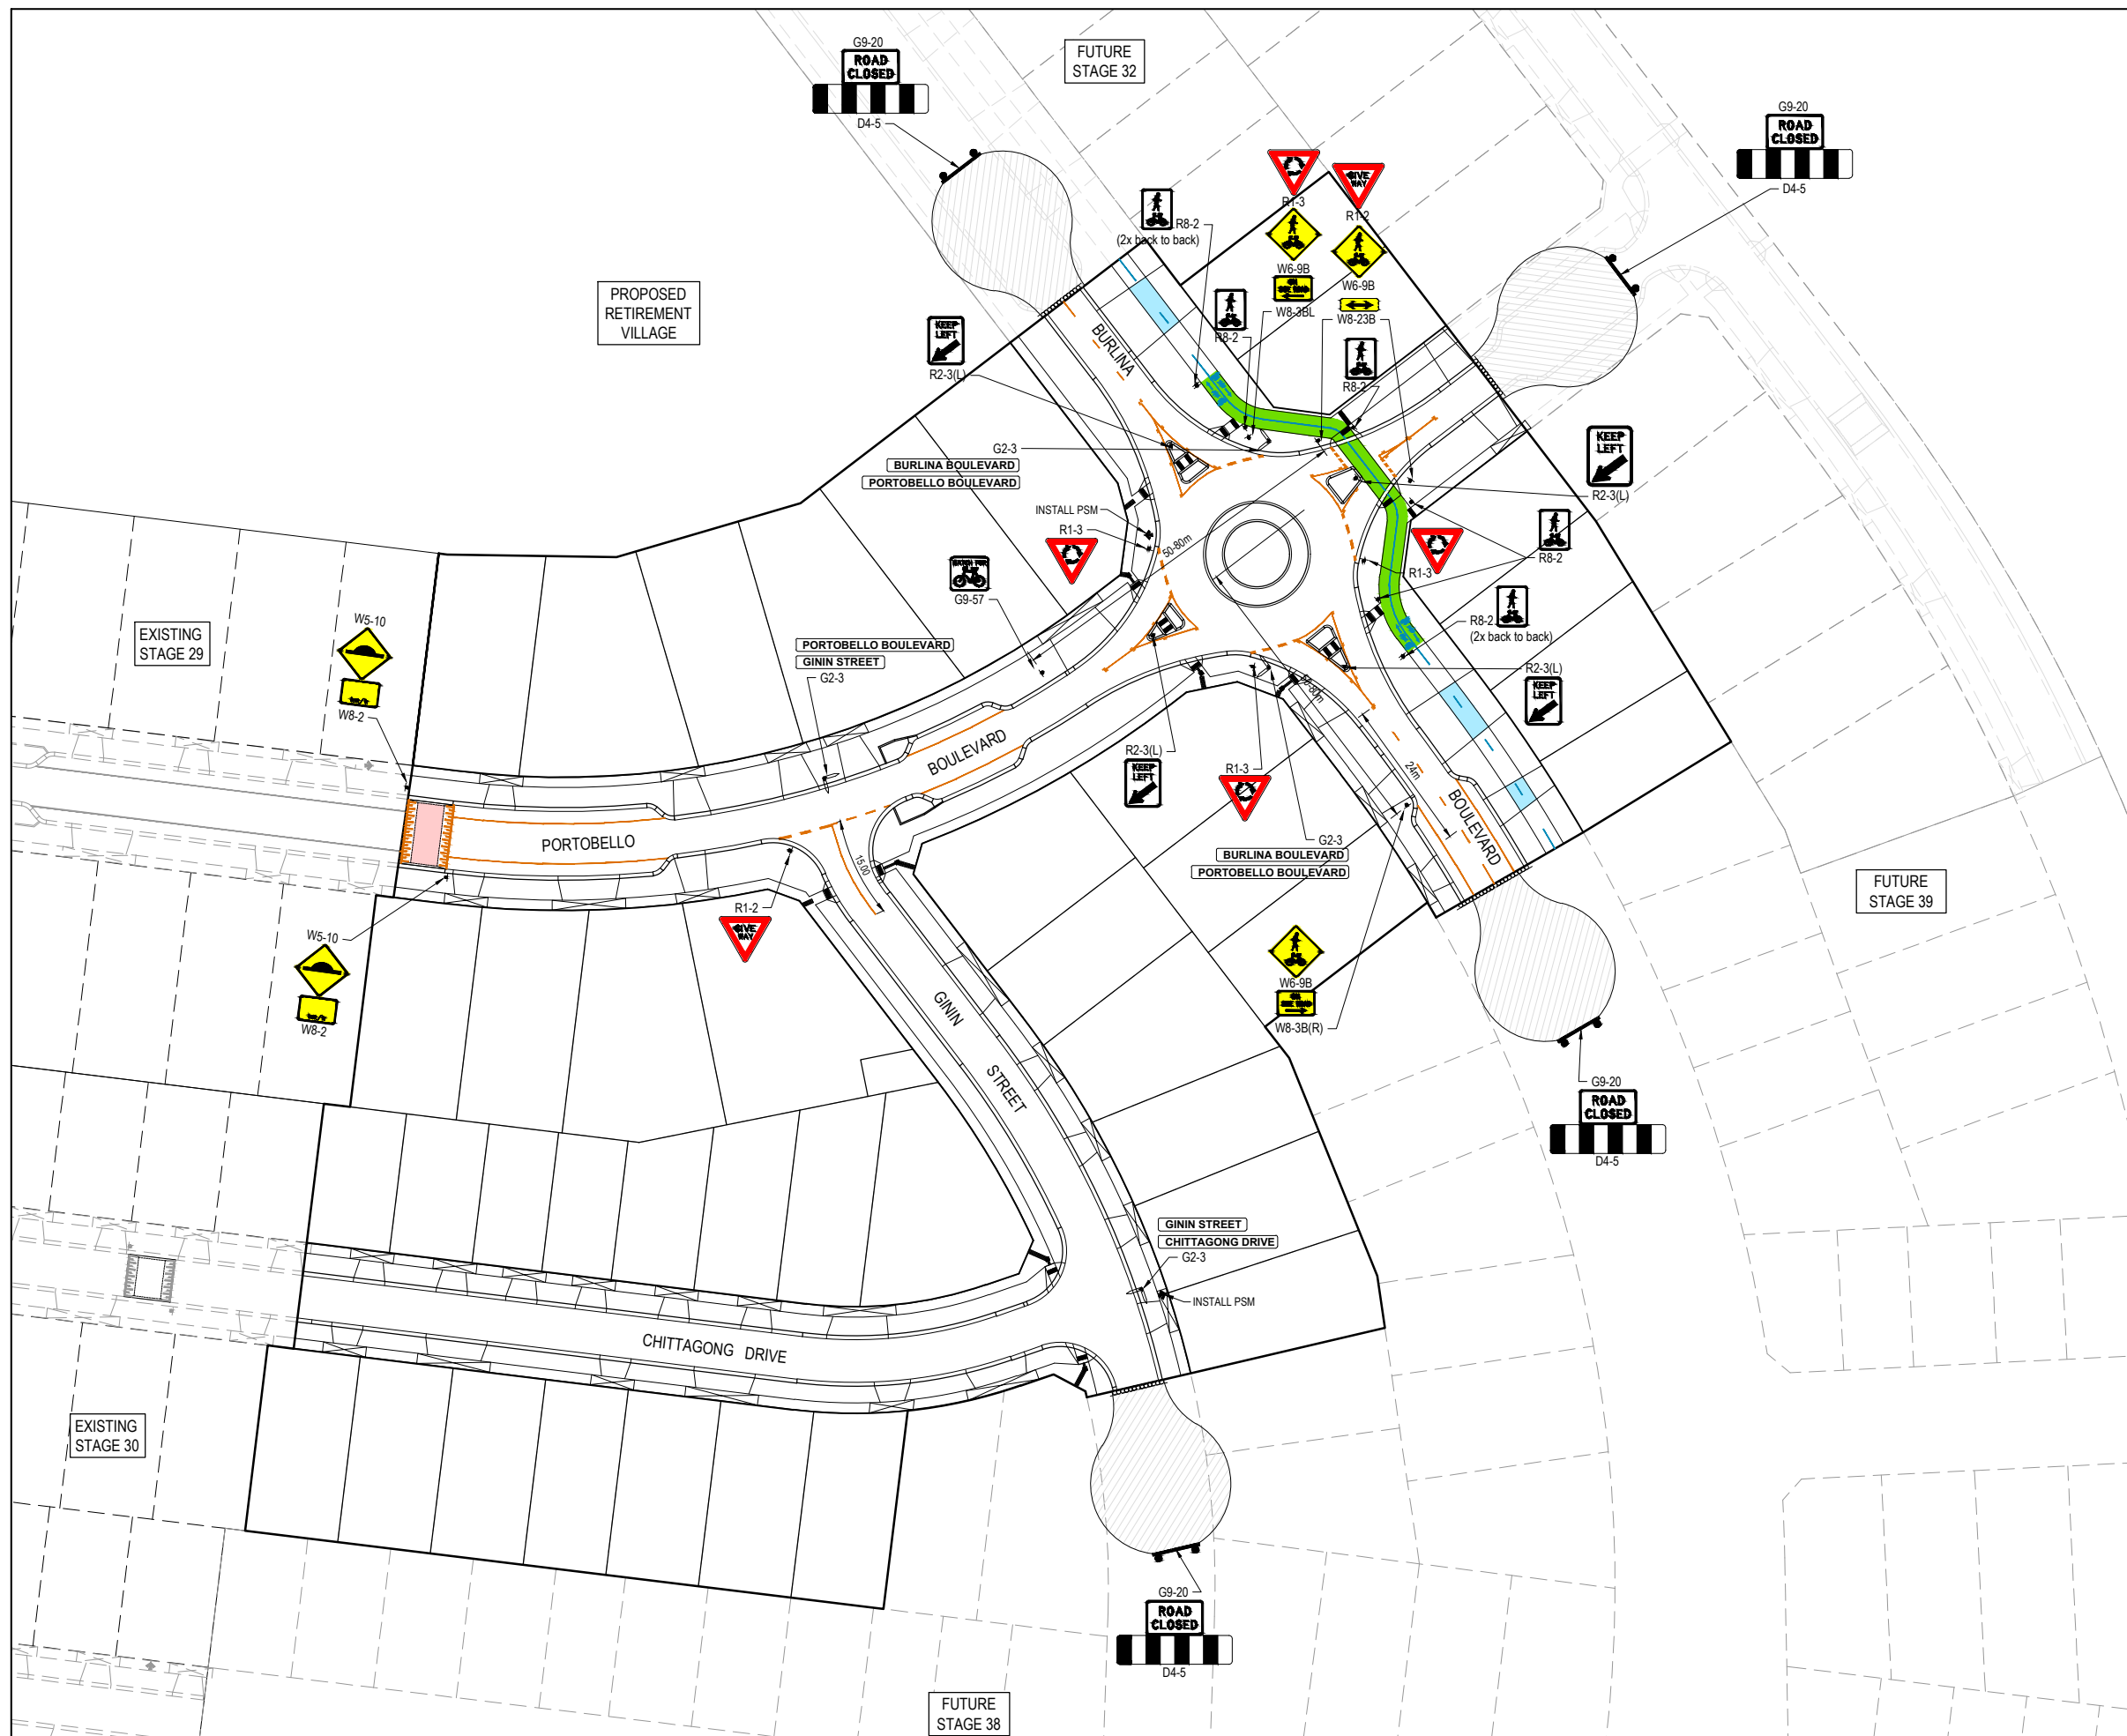 G9-20
ROAD
CLOSED
D4-5
FUTURE
STAGE 32
G9-20
ROAD
CLOSED
D4-5
R1-3
GIVE
WAY
R1-2
R8-2
(2x back to back)
W6-9B
W6-9B
W8-3BL
W8-23B
R8-2
R8-2
PROPOSED
RETIREMENT
VILLAGE
KEEP
LEFT
R2-3(L)
BURLINA
G2-3
BURLINA BOULEVARD
PORTOBELLO BOULEVARD
KEEP
LEFT
R2-3(L)
INSTALL PSM
R1-3
50-80m
R8-2
R1-3
G9-57
R8-2
(2x back to back)
EXISTING
STAGE 29
W5-10
W8-2
PORTOBELLO BOULEVARD
GININ STREET
G2-3
R2-3(L)
KEEP
LEFT
50-80m
BOULEVARD
R2-3(L)
KEEP
LEFT
R1-3
24m
BOULEVARD
PORTOBELLO
15.00
G2-3
BURLINA BOULEVARD
PORTOBELLO BOULEVARD
FUTURE
STAGE 39
R1-2
GIVE
WAY
W5-10
W8-2
W6-9B
W8-3B(R)
GININ
STREET
G9-20
ROAD
CLOSED
D4-5
GININ STREET
CHITTAGONG DRIVE
G2-3
INSTALL PSM
CHITTAGONG DRIVE
EXISTING
STAGE 30
G9-20
ROAD
CLOSED
D4-5
FUTURE
STAGE 38